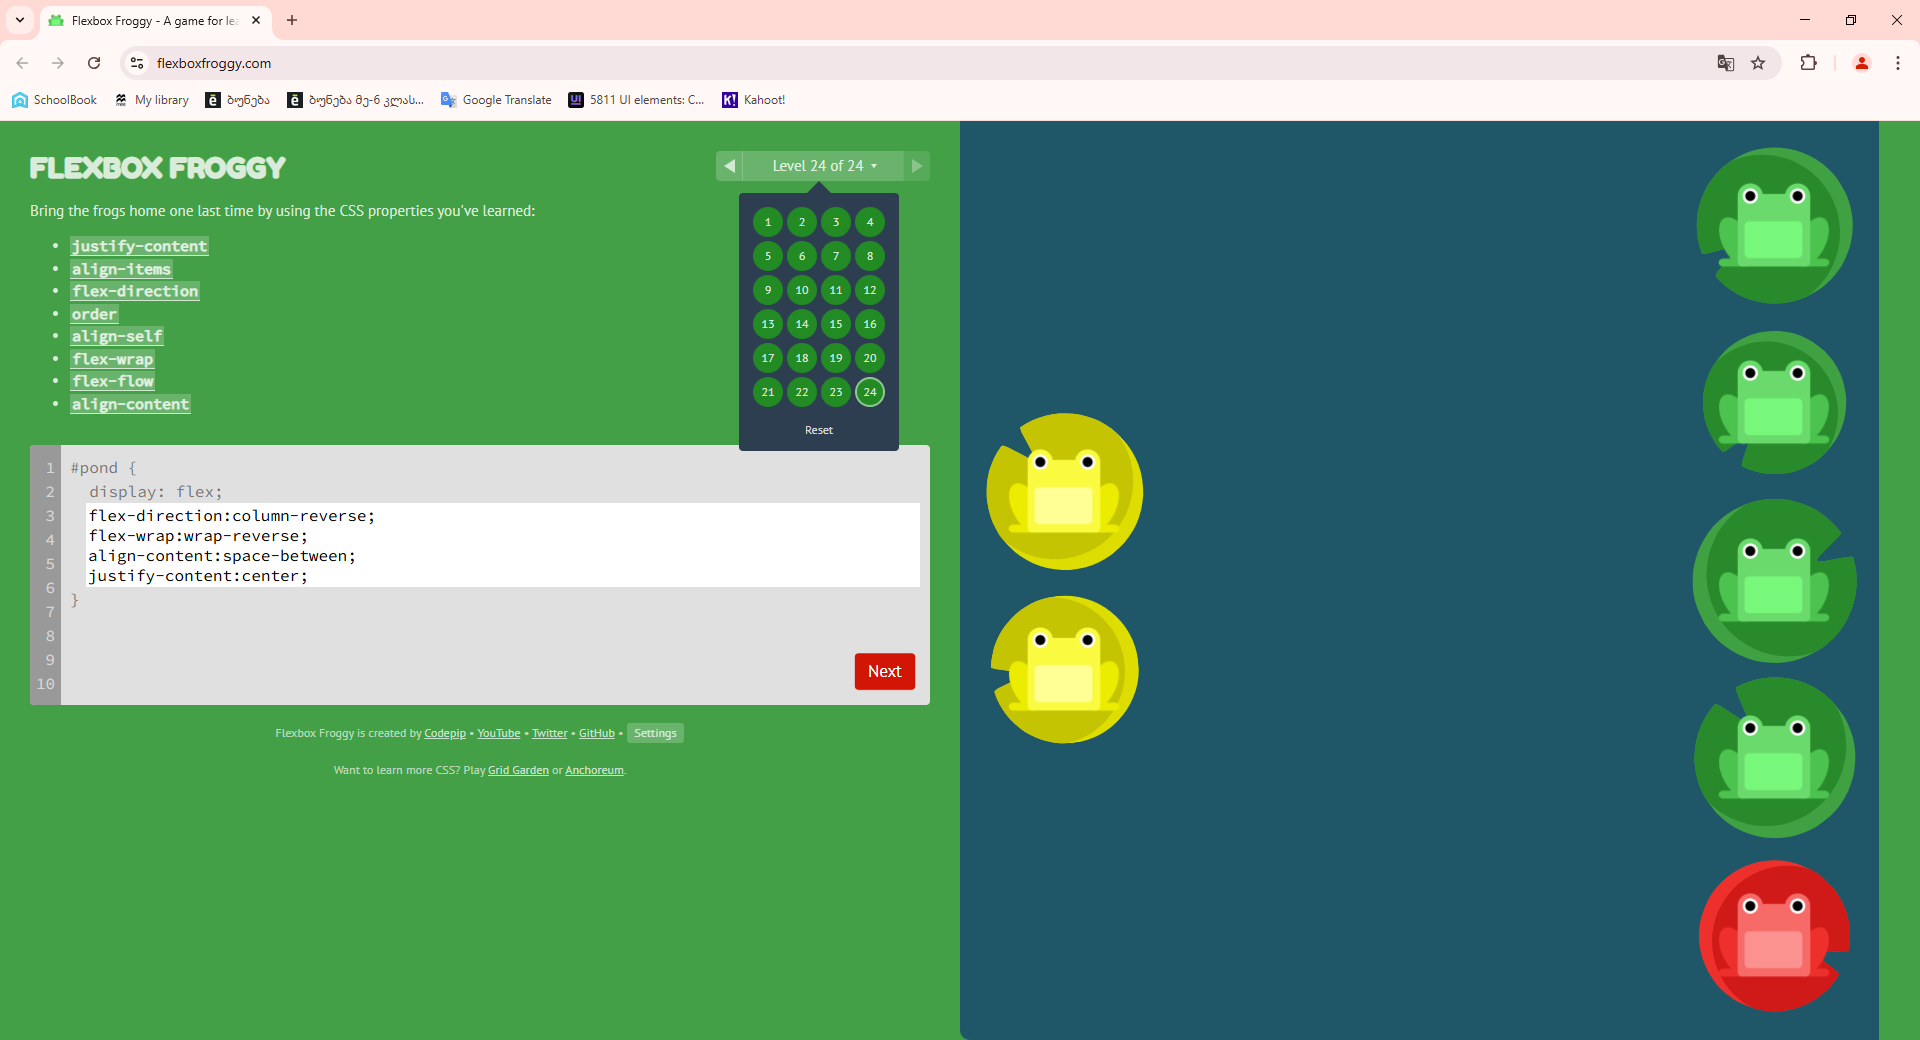 Flexbox Froggy - A game for le
flexboxfroggy.com
SchoolBook
My library
ბუნება
ბუნება მე-6 კლას...
Google Translate
5811 UI elements: C...
Kahoot!
FLEXBOX FROGGY
Level 24 of 24
Bring the frogs home one last time by using the CSS properties you've learned:
justify-content
align-items
flex-direction
order
align-self
flex-wrap
flex-flow
align-content
1 2 3 4
5 6 7 8
9 10 11 12
13 14 15 16
17 18 19 20
21 22 23 24
Reset
1 #pond {
2 display: flex;
3 flex-direction:column-reverse;
4 flex-wrap:wrap-reverse;
5 align-content:space-between;
6 justify-content:center;
7 }
8
9
10
Next
Flexbox Froggy is created by Codepip • YouTube • Twitter • GitHub • Settings
Want to learn more CSS? Play Grid Garden or Anchoreum.